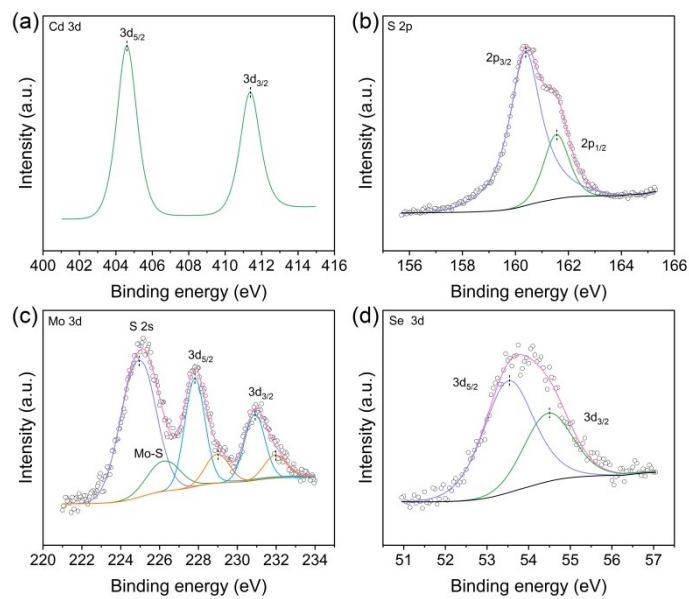 (a)
Cd 3d
3d5/2
3d3/2
Intensity (a.u.)
400 402 404 406 408 410 412 414 416
Binding energy (eV)
(b)
S 2p
2p3/2
2p1/2
Intensity (a.u.)
156 158 160 162 164 166
Binding energy (eV)
(c)
Mo 3d
S 2s
3d5/2
3d3/2
Mo-S
Intensity (a.u.)
220 222 224 226 228 230 232 234
Binding energy (eV)
(d)
Se 3d
3d5/2
3d3/2
Intensity (a.u.)
51 52 53 54 55 56 57
Binding energy (eV)